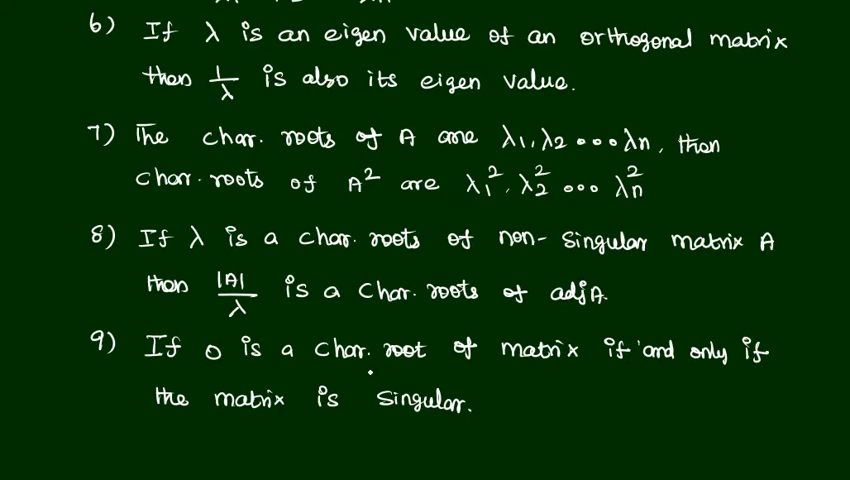 6) If λ is an eigen value of an orthogonal matrix
then 1/λ is also its eigen value.
7) The char. roots of A are λ1, λ2 ... λn, then
char. roots of A² are λ1², λ2² ... λn²
8) If λ is a char. roots of non-singular matrix A
then |A|/λ is a char. roots of adjA.
9) If 0 is a char. root of matrix if and only if
the matrix is singular.